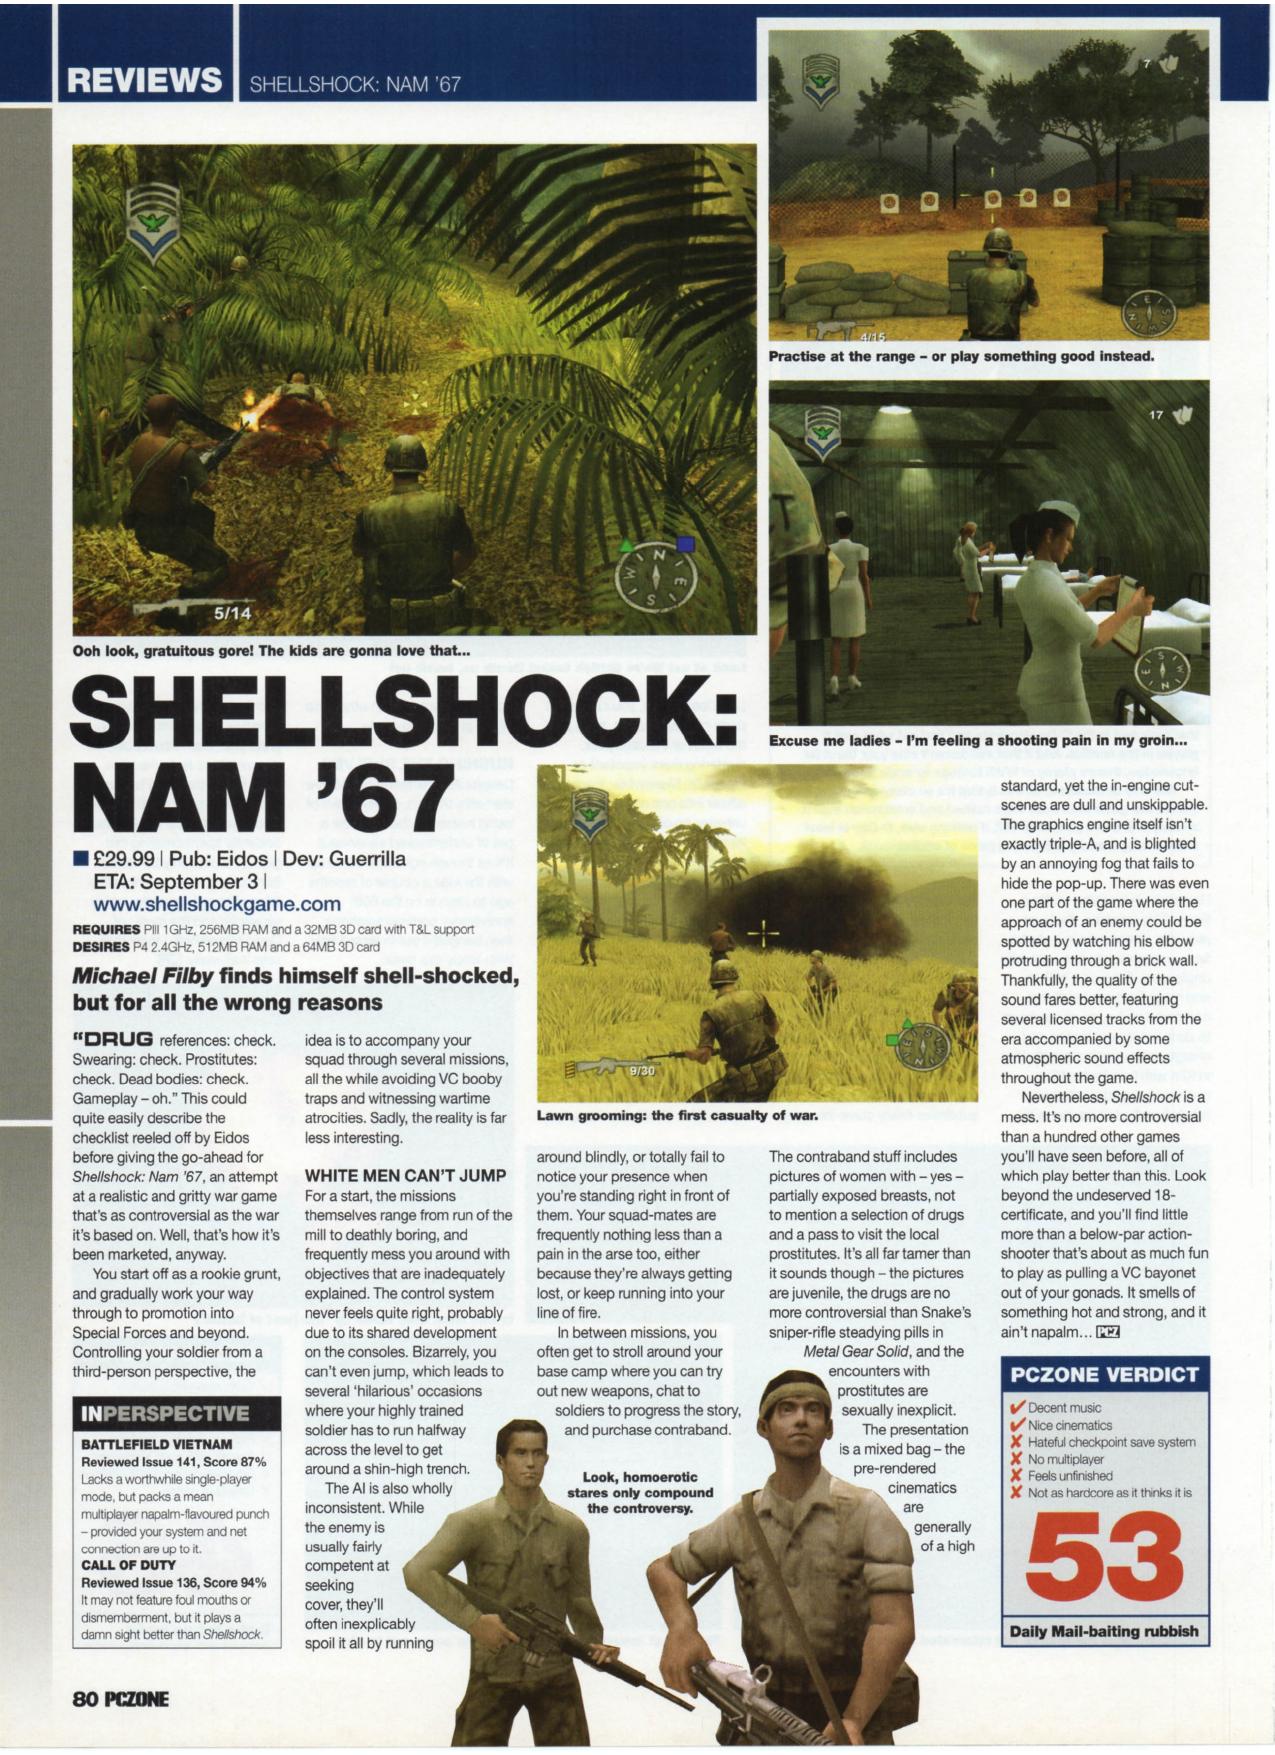 REVIEWS
SHELLSHOCK: NAM '67
7
4/15
Practise at the range – or play something good instead.
17
Excuse me ladies – I'm feeling a shooting pain in my groin...
5/14
Ooh look, gratuitous gore! The kids are gonna love that...
SHELLSHOCK:
NAM '67
£29.99 | Pub: Eidos | Dev: Guerrilla
ETA: September 3 |
www.shellshockgame.com
REQUIRES PIII 1GHz, 256MB RAM and a 32MB 3D card with T&L support
DESIRES P4 2.4GHz, 512MB RAM and a 64MB 3D card
Michael Filby finds himself shell-shocked,
but for all the wrong reasons
"DRUG references: check.
Swearing: check. Prostitutes:
check. Dead bodies: check.
Gameplay – oh." This could
quite easily describe the
checklist reeled off by Eidos
before giving the go-ahead for
Shellshock: Nam '67, an attempt
at a realistic and gritty war game
that's as controversial as the war
it's based on. Well, that's how it's
been marketed, anyway.
You start off as a rookie grunt,
and gradually work your way
through to promotion into
Special Forces and beyond.
Controlling your soldier from a
third-person perspective, the
idea is to accompany your
squad through several missions,
all the while avoiding VC booby
traps and witnessing wartime
atrocities. Sadly, the reality is far
less interesting.
WHITE MEN CAN'T JUMP
For a start, the missions
themselves range from run of the
mill to deathly boring, and
frequently mess you around with
objectives that are inadequately
explained. The control system
never feels quite right, probably
due to its shared development
on the consoles. Bizarrely, you
can't even jump, which leads to
several 'hilarious' occasions
where your highly trained
soldier has to run halfway
across the level to get
around a shin-high trench.
The AI is also wholly
inconsistent. While
the enemy is
usually fairly
competent at
seeking
cover, they'll
often inexplicably
spoil it all by running
9/30
Lawn grooming: the first casualty of war.
around blindly, or totally fail to
notice your presence when
you're standing right in front of
them. Your squad-mates are
frequently nothing less than a
pain in the arse too, either
because they're always getting
lost, or keep running into your
line of fire.
In between missions, you
often get to stroll around your
base camp where you can try
out new weapons, chat to
soldiers to progress the story,
and purchase contraband.
Look, homoerotic
stares only compound
the controversy.
The contraband stuff includes
pictures of women with – yes –
partially exposed breasts, not
to mention a selection of drugs
and a pass to visit the local
prostitutes. It's all far tamer than
it sounds though – the pictures
are juvenile, the drugs are no
more controversial than Snake's
sniper-rifle steadying pills in
Metal Gear Solid, and the
encounters with
prostitutes are
sexually inexplicit.
The presentation
is a mixed bag – the
pre-rendered
cinematics
are
generally
of a high
standard, yet the in-engine cut-
scenes are dull and unskippable.
The graphics engine itself isn't
exactly triple-A, and is blighted
by an annoying fog that fails to
hide the pop-up. There was even
one part of the game where the
approach of an enemy could be
spotted by watching his elbow
protruding through a brick wall.
Thankfully, the quality of the
sound fares better, featuring
several licensed tracks from the
era accompanied by some
atmospheric sound effects
throughout the game.
Nevertheless, Shellshock is a
mess. It's no more controversial
than a hundred other games
you'll have seen before, all of
which play better than this. Look
beyond the undeserved 18-
certificate, and you'll find little
more than a below-par action-
shooter that's about as much fun
to play as pulling a VC bayonet
out of your gonads. It smells of
something hot and strong, and it
ain't napalm... PCZ
INPERSPECTIVE
BATTLEFIELD VIETNAM
Reviewed Issue 141, Score 87%
Lacks a worthwhile single-player
mode, but packs a mean
multiplayer napalm-flavoured punch
– provided your system and net
connection are up to it.
CALL OF DUTY
Reviewed Issue 136, Score 94%
It may not feature foul mouths or
dismemberment, but it plays a
damn sight better than Shellshock.
PCZONE VERDICT
✔ Decent music
✔ Nice cinematics
✘ Hateful checkpoint save system
✘ No multiplayer
✘ Feels unfinished
✘ Not as hardcore as it thinks it is
53
Daily Mail-baiting rubbish
80 PCZONE